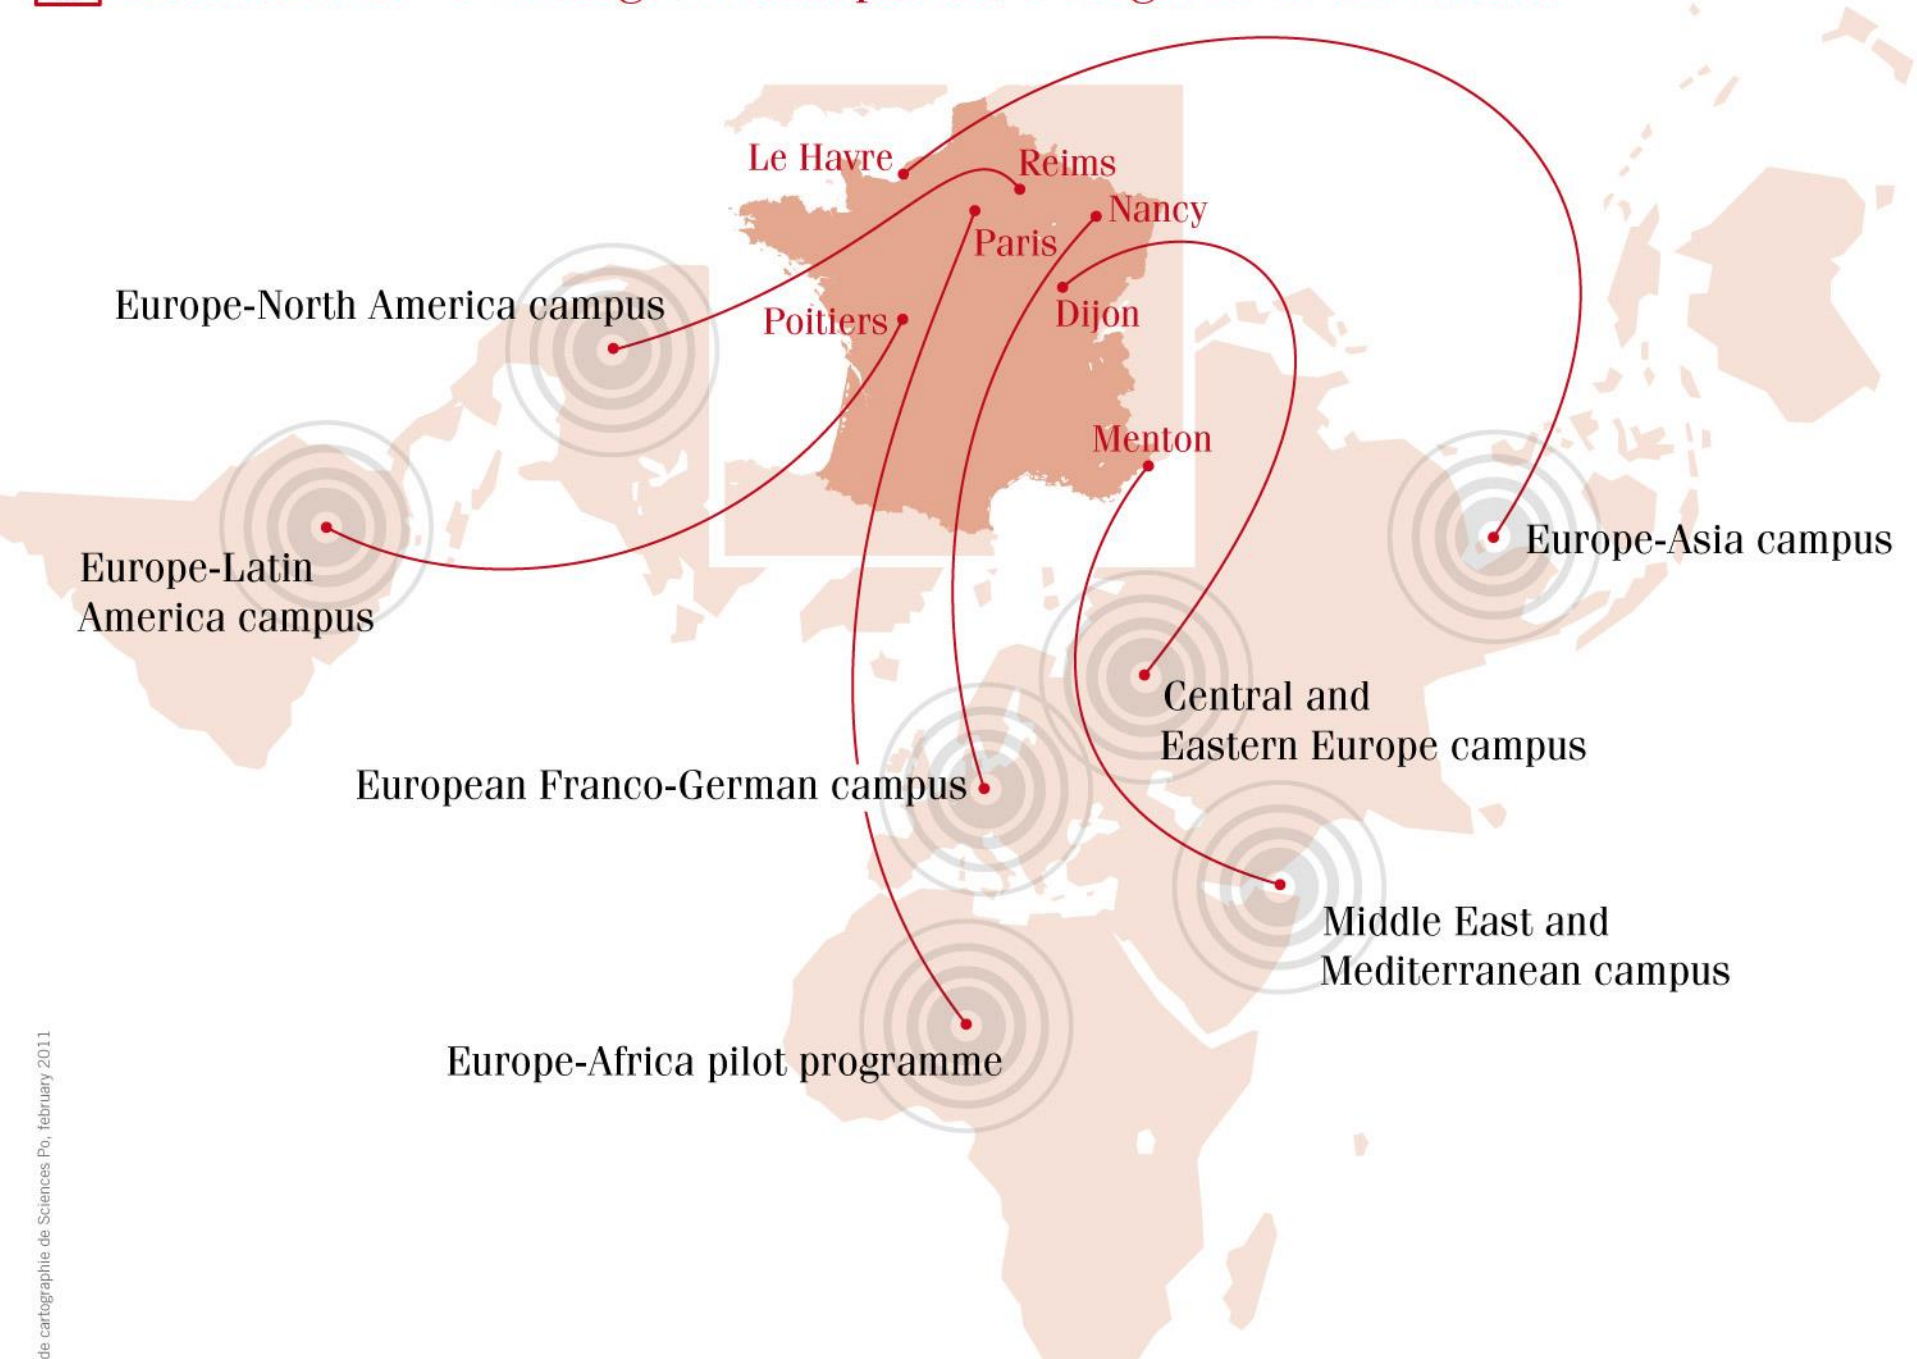 Le Havre
Reims
Nancy
Paris
Europe-North America campus
Poitiers
Dijon
Menton
Europe-Asia campus
Europe-Latin
America campus
Central and
Eastern Europe campus
European Franco-German campus
Middle East and
Mediterranean campus
Europe-Africa pilot programme
de cartographie de Sciences Po, february 2011